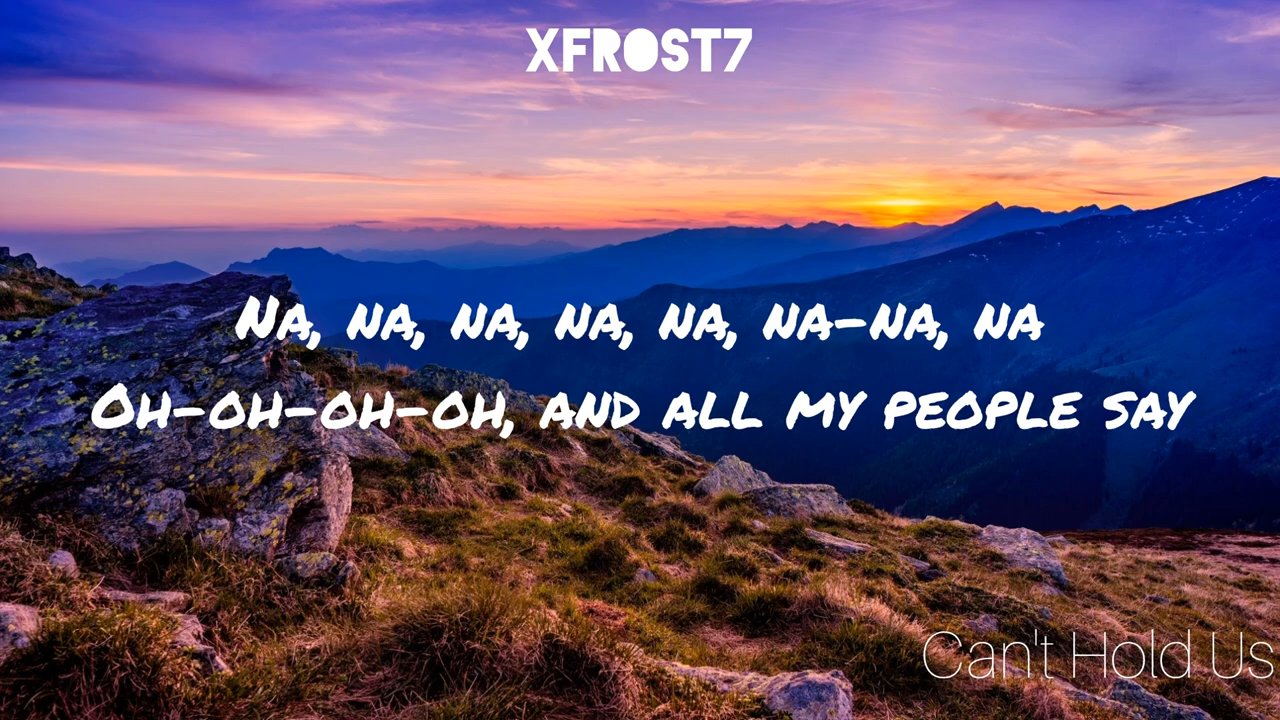 XFROST7
Na, na, na, na, na, na-na, na
Oh-oh-oh-oh, and all my people say
Can't Hold Us